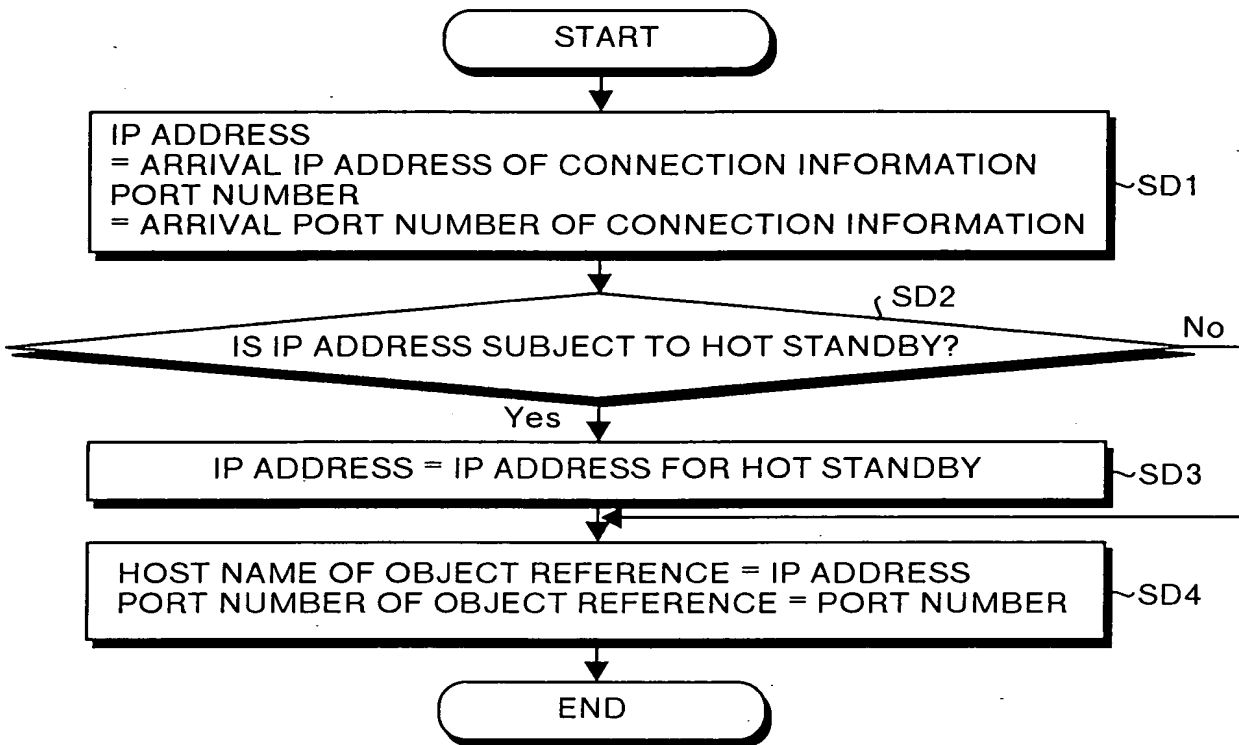 START
IP ADDRESS
= ARRIVAL IP ADDRESS OF CONNECTION INFORMATION
PORT NUMBER
= ARRIVAL PORT NUMBER OF CONNECTION INFORMATION
SD1
SD2
IS IP ADDRESS SUBJECT TO HOT STANDBY?
No
Yes
IP ADDRESS = IP ADDRESS FOR HOT STANDBY
SD3
HOST NAME OF OBJECT REFERENCE = IP ADDRESS
PORT NUMBER OF OBJECT REFERENCE = PORT NUMBER
SD4
END